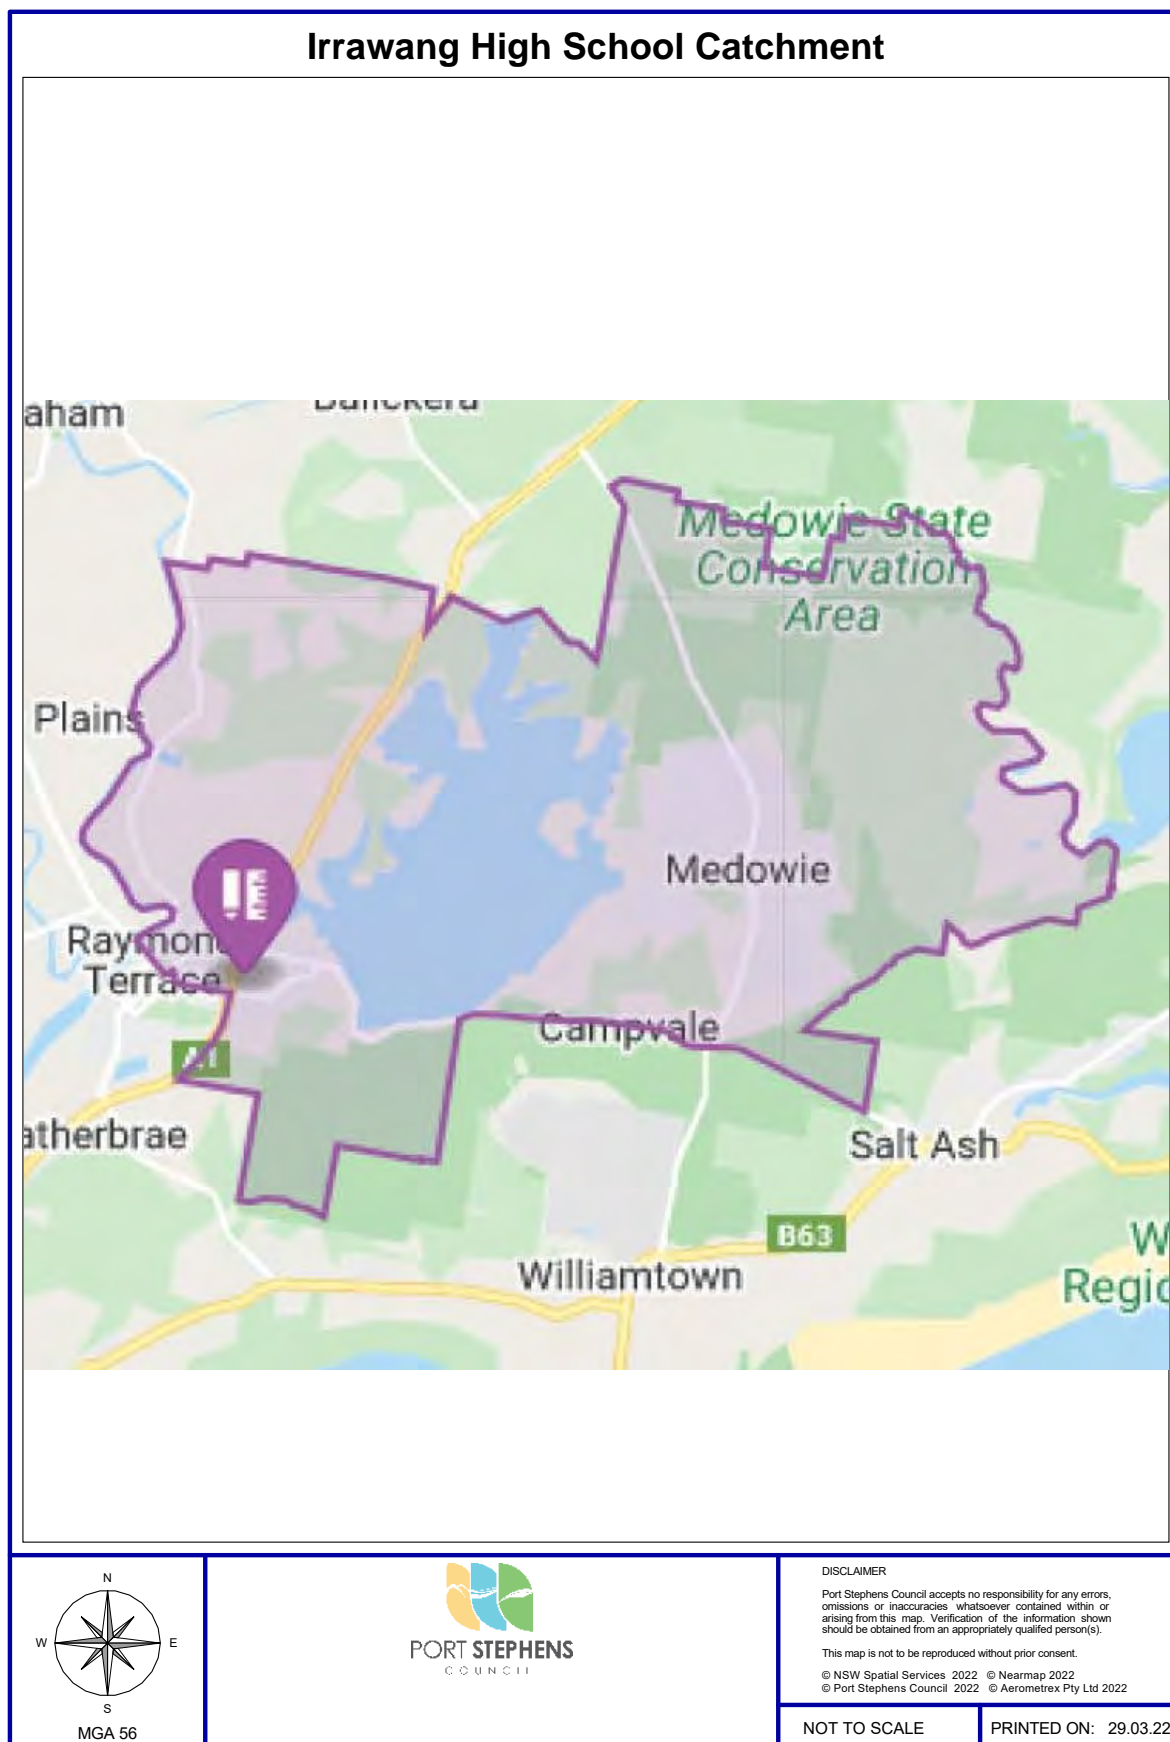 Irrawang High School Catchment
aham
Medowie State
Conservation
Area
Plains
Medowie
Raymon
Terrace
Campvale
A1
atherbrae
Salt Ash
B63
W
Regio
Williamtown
N
W
E
S
MGA 56
PORT STEPHENS
COUNCIL
DISCLAIMER
Port Stephens Council accepts no responsibility for any errors,
omissions or inaccuracies whatsoever contained within or
arising from this map. Verification of the information shown
should be obtained from an appropriately qualifed person(s).
This map is not to be reproduced without prior consent.
© NSW Spatial Services 2022 © Nearmap 2022
© Port Stephens Council 2022 © Aerometrex Pty Ltd 2022
NOT TO SCALE
PRINTED ON: 29.03.22